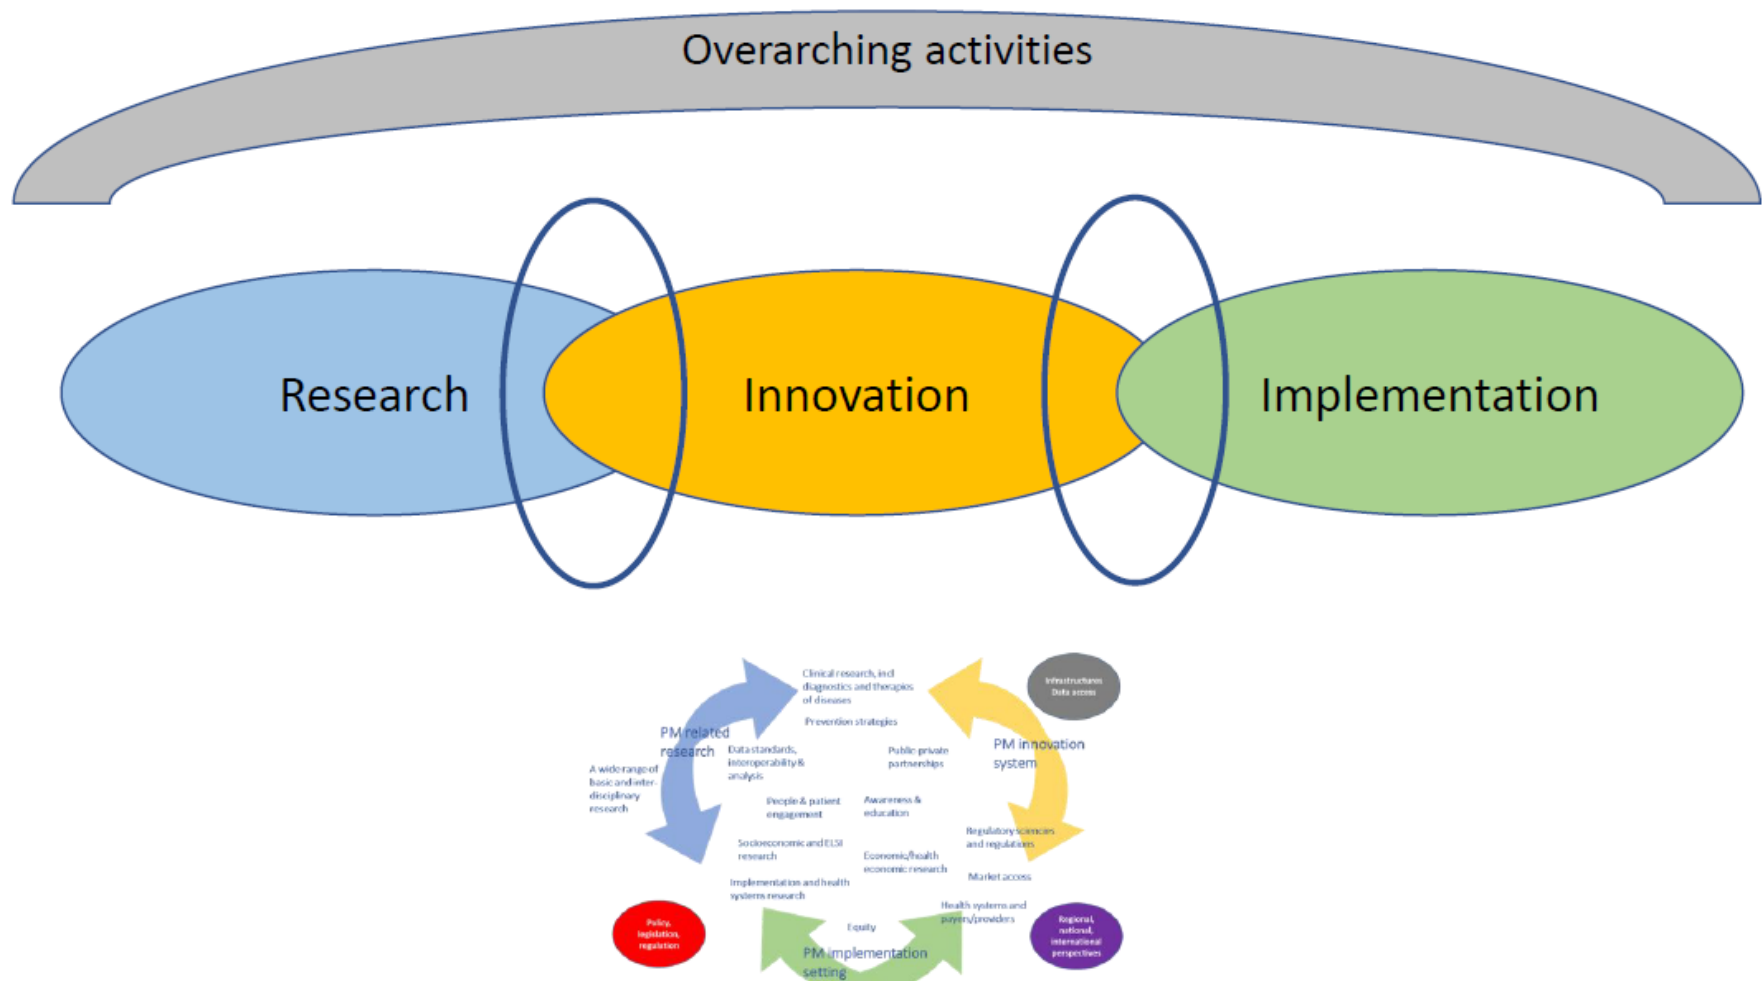 Overarching activities
Research
Innovation
Implementation
Clinical research, incl
diagnostics and therapies
of diseases
Prevention strategies
Infrastructures
Data access
PM related
research
Data standards,
interoperability &
analysis
Public-private
partnerships
PM innovation
system
A wide range of
basic and inter-
disciplinary
research
People & patient
engagement
Awareness &
education
Socioeconomic and ELSI
research
Economic/health
economic research
Regulatory sciences
and regulations
Implementation and health
systems research
Market access
Health systems and
payers/providers
Policy,
legislation,
regulation
Equity
Regional,
national,
international
perspectives
PM implementation
setting